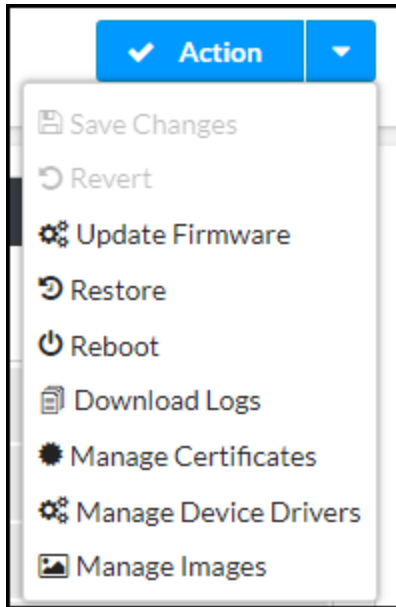 Action
Save Changes
Revert
Update Firmware
Restore
Reboot
Download Logs
Manage Certificates
Manage Device Drivers
Manage Images